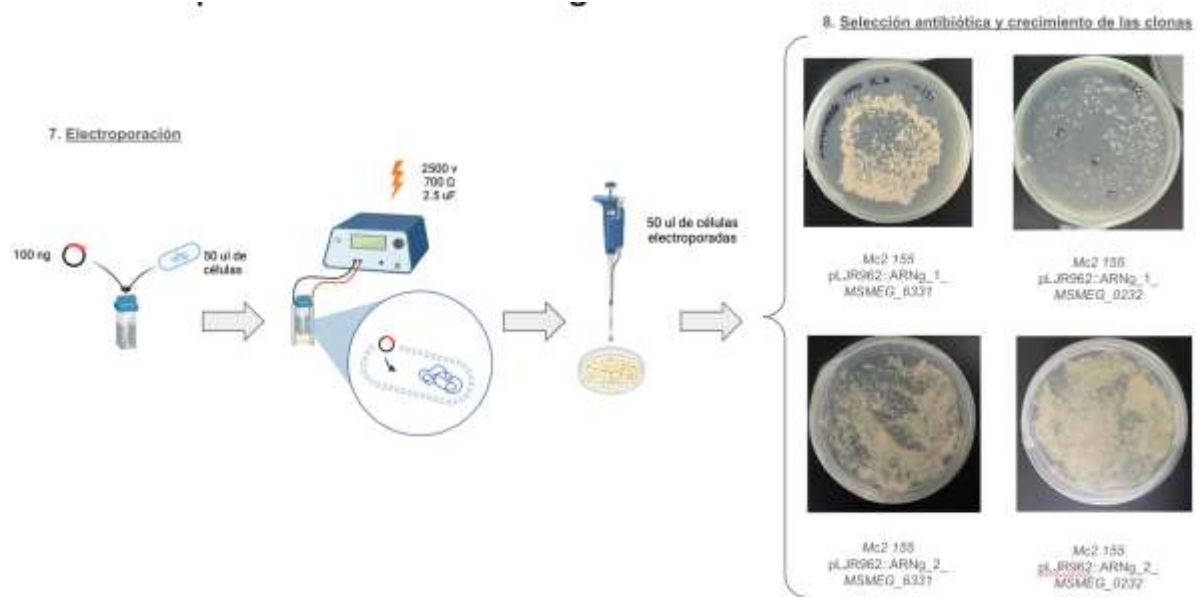 8. Selección antibiótica y crecimiento de las clonas
7. Electroporación
2500 v
700 Ω
2.5 uF
100 ng
50 ul de
células
50 ul de células
electroporadas
Mc2 155
pLJR962::ARNg_1_
MSMEG_6331
Mc2 155
pLJR962::ARNg_1_
MSMEG_0232
Mc2 155
pLJR962::ARNg_2_
MSMEG_6331
Mc2 155
pLJR962::ARNg_2_
MSMEG_0232